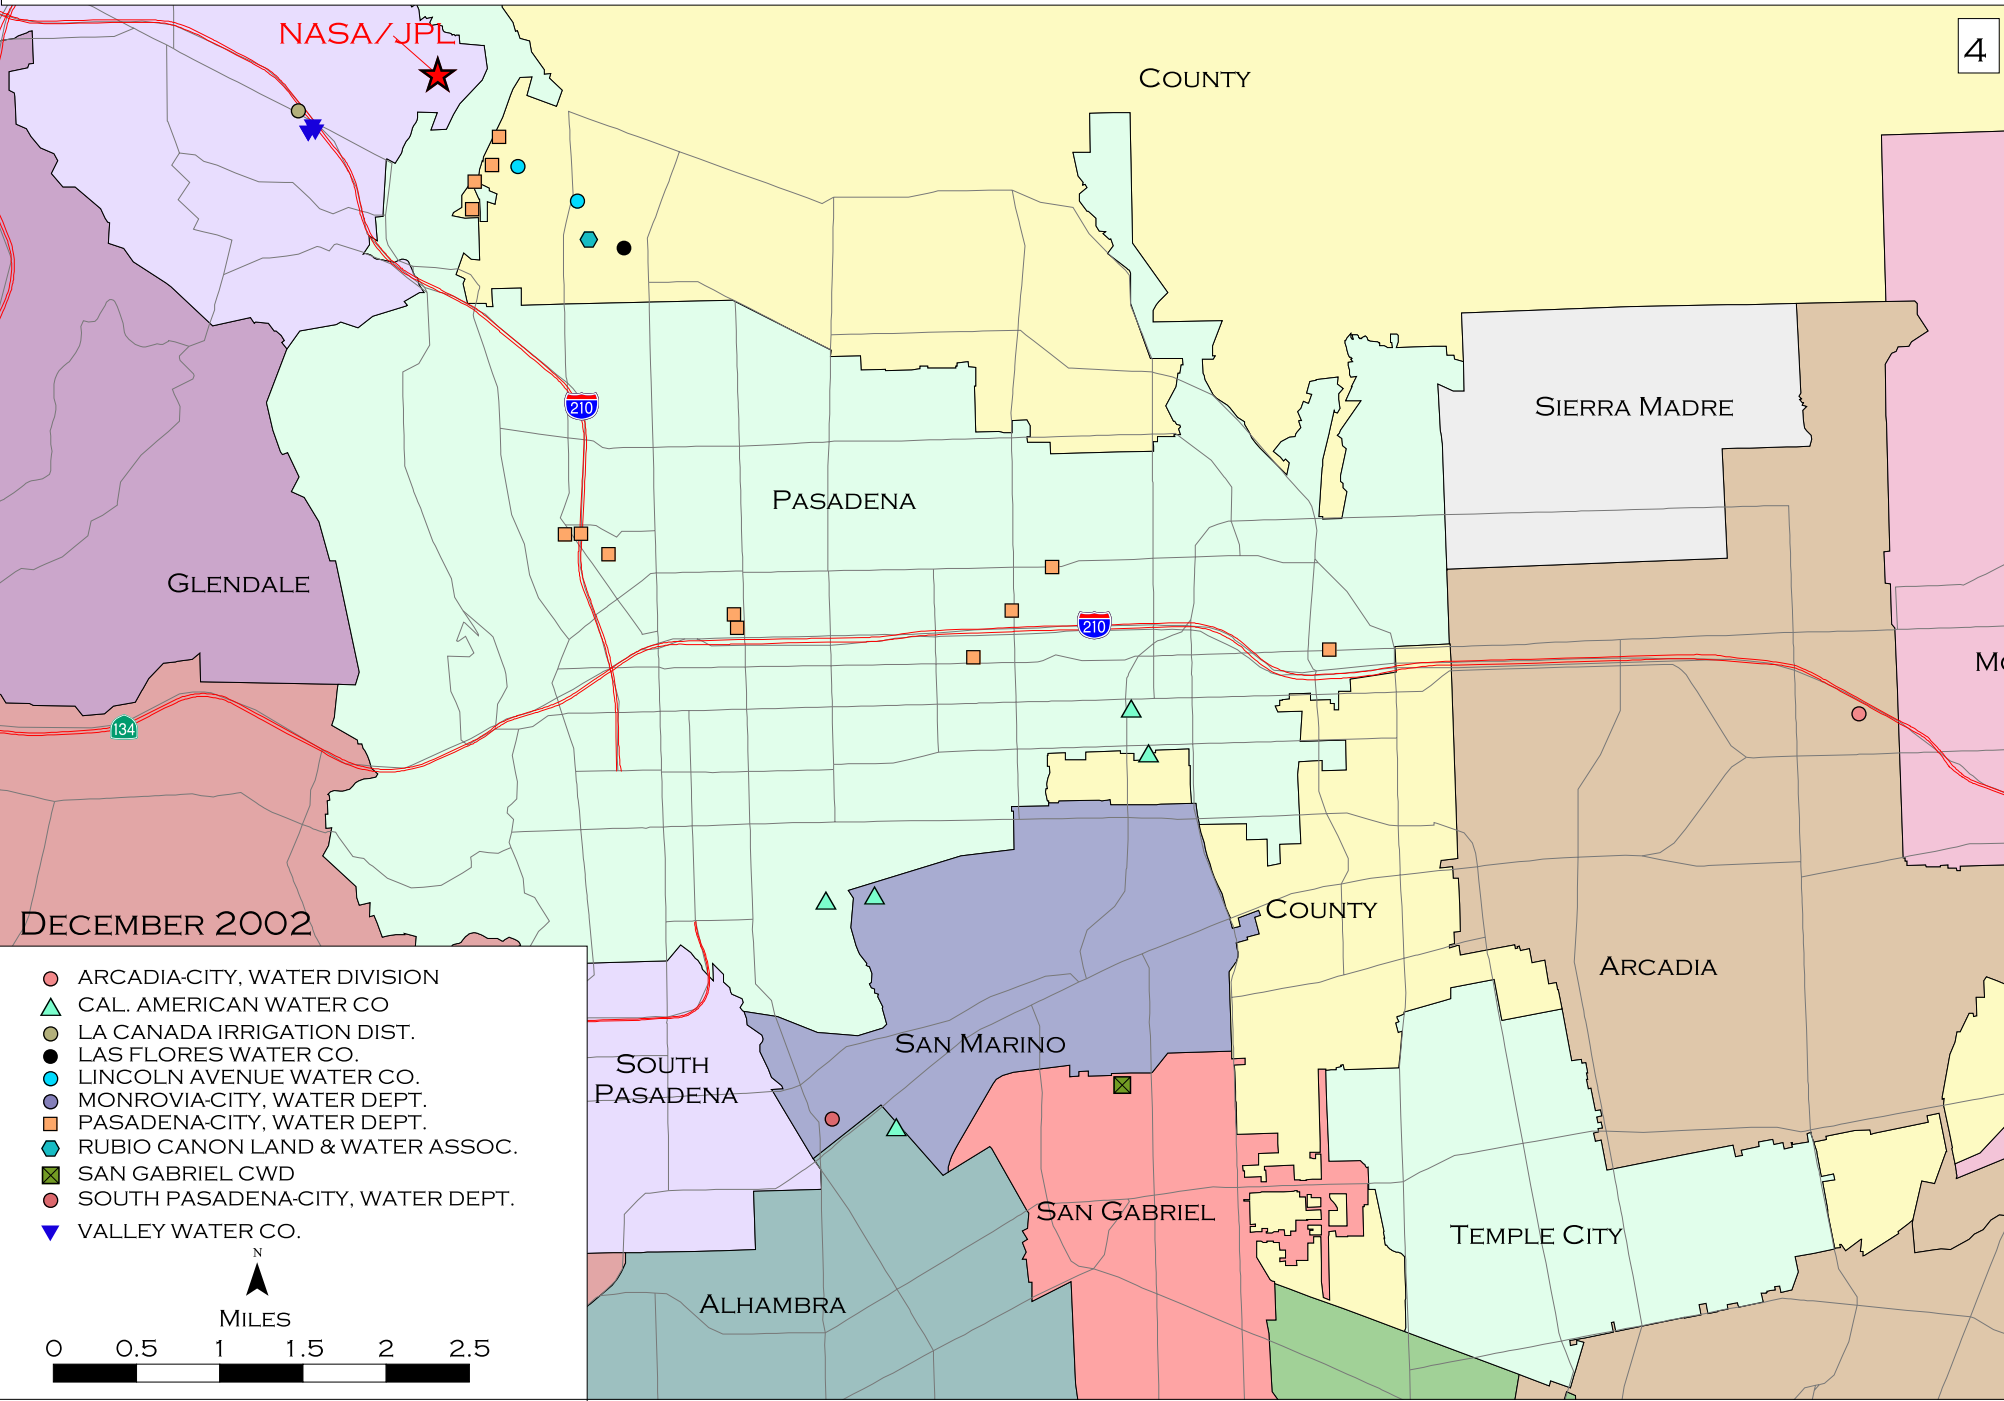 NASA/JPL
4
COUNTY
SIERRA MADRE
PASADENA
210
GLENDALE
210
134
DECEMBER 2002
COUNTY
ARCADIA
SAN MARINO
SOUTH
PASADENA
SAN GABRIEL
TEMPLE CITY
ALHAMBRA
ARCADIA-CITY, WATER DIVISION
CAL. AMERICAN WATER CO
LA CANADA IRRIGATION DIST.
LAS FLORES WATER CO.
LINCOLN AVENUE WATER CO.
MONROVIA-CITY, WATER DEPT.
PASADENA-CITY, WATER DEPT.
RUBIO CANON LAND & WATER ASSOC.
SAN GABRIEL CWD
SOUTH PASADENA-CITY, WATER DEPT.
VALLEY WATER CO.
N
MILES
0 0.5 1 1.5 2 2.5